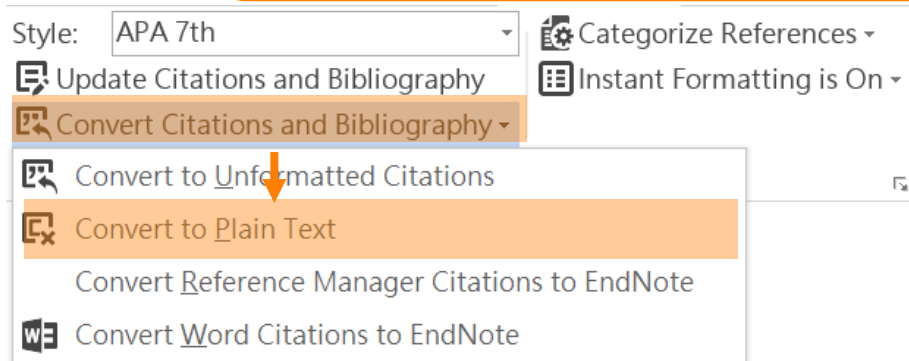 Style: APA 7th
Categorize References
Update Citations and Bibliography
Instant Formatting is On
Convert Citations and Bibliography
Convert to Unformatted Citations
Convert to Plain Text
Convert Reference Manager Citations to EndNote
Convert Word Citations to EndNote